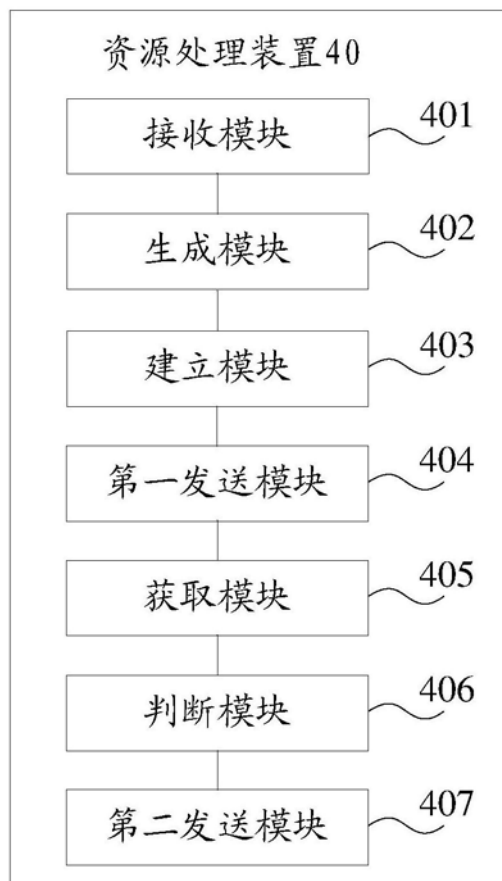 资源处理装置40
接收模块 401
生成模块 402
建立模块 403
第一发送模块 404
获取模块 405
判断模块 406
第二发送模块 407